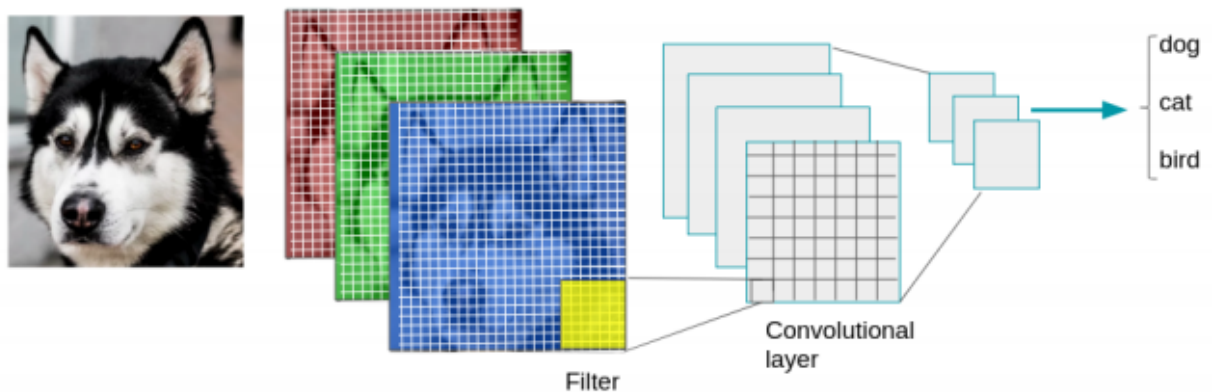 dog
cat
bird
Convolutional
layer
Filter